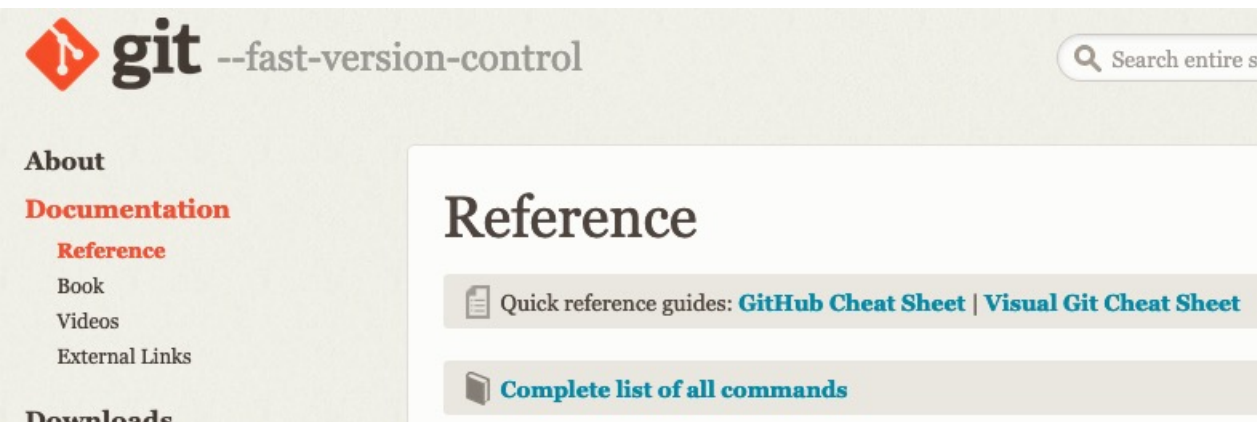 git --fast-version-control
Search entire s
About
Documentation
Reference
Book
Videos
External Links
Downloads
Reference
Quick reference guides: GitHub Cheat Sheet | Visual Git Cheat Sheet
Complete list of all commands